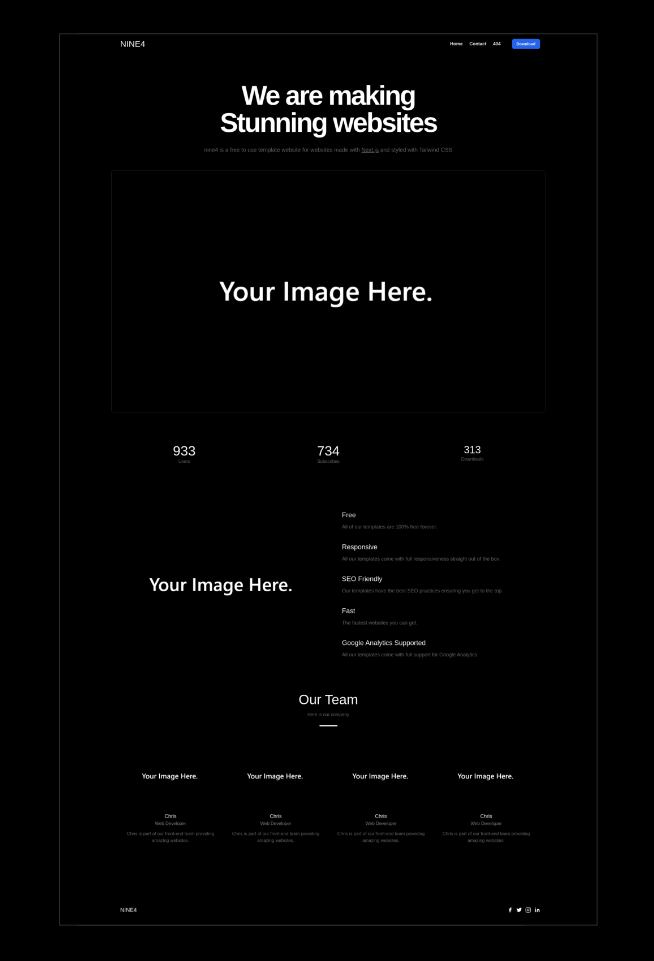 NINE4
Home Contact 404 Download
We are making
Stunning websites
nine4 is a free to use template website for websites made with Next.js and styled with Tailwind CSS
Your Image Here.
933 734 313
Users Subscribes Downloads
Free
All of our templates are 100% free forever.
Responsive
All our templates come with full responsiveness straight out of the box.
SEO Friendly
Our templates have the best SEO practices ensuring you get to the top
Fast
The fastest websites you can get
Google Analytics Supported
All our templates come with full support for Google Analytics
Your Image Here.
Our Team
Your Image Here. Your Image Here. Your Image Here. Your Image Here.
Chris Chris Chris Chris
Web Developer Web Developer Web Developer Web Developer
Chris is part of our front-end team providing Chris is part of our front-end team providing Chris is part of our front-end team providing Chris is part of our front-end team providing
amazing websites. amazing websites. amazing websites. amazing websites.
NINE4